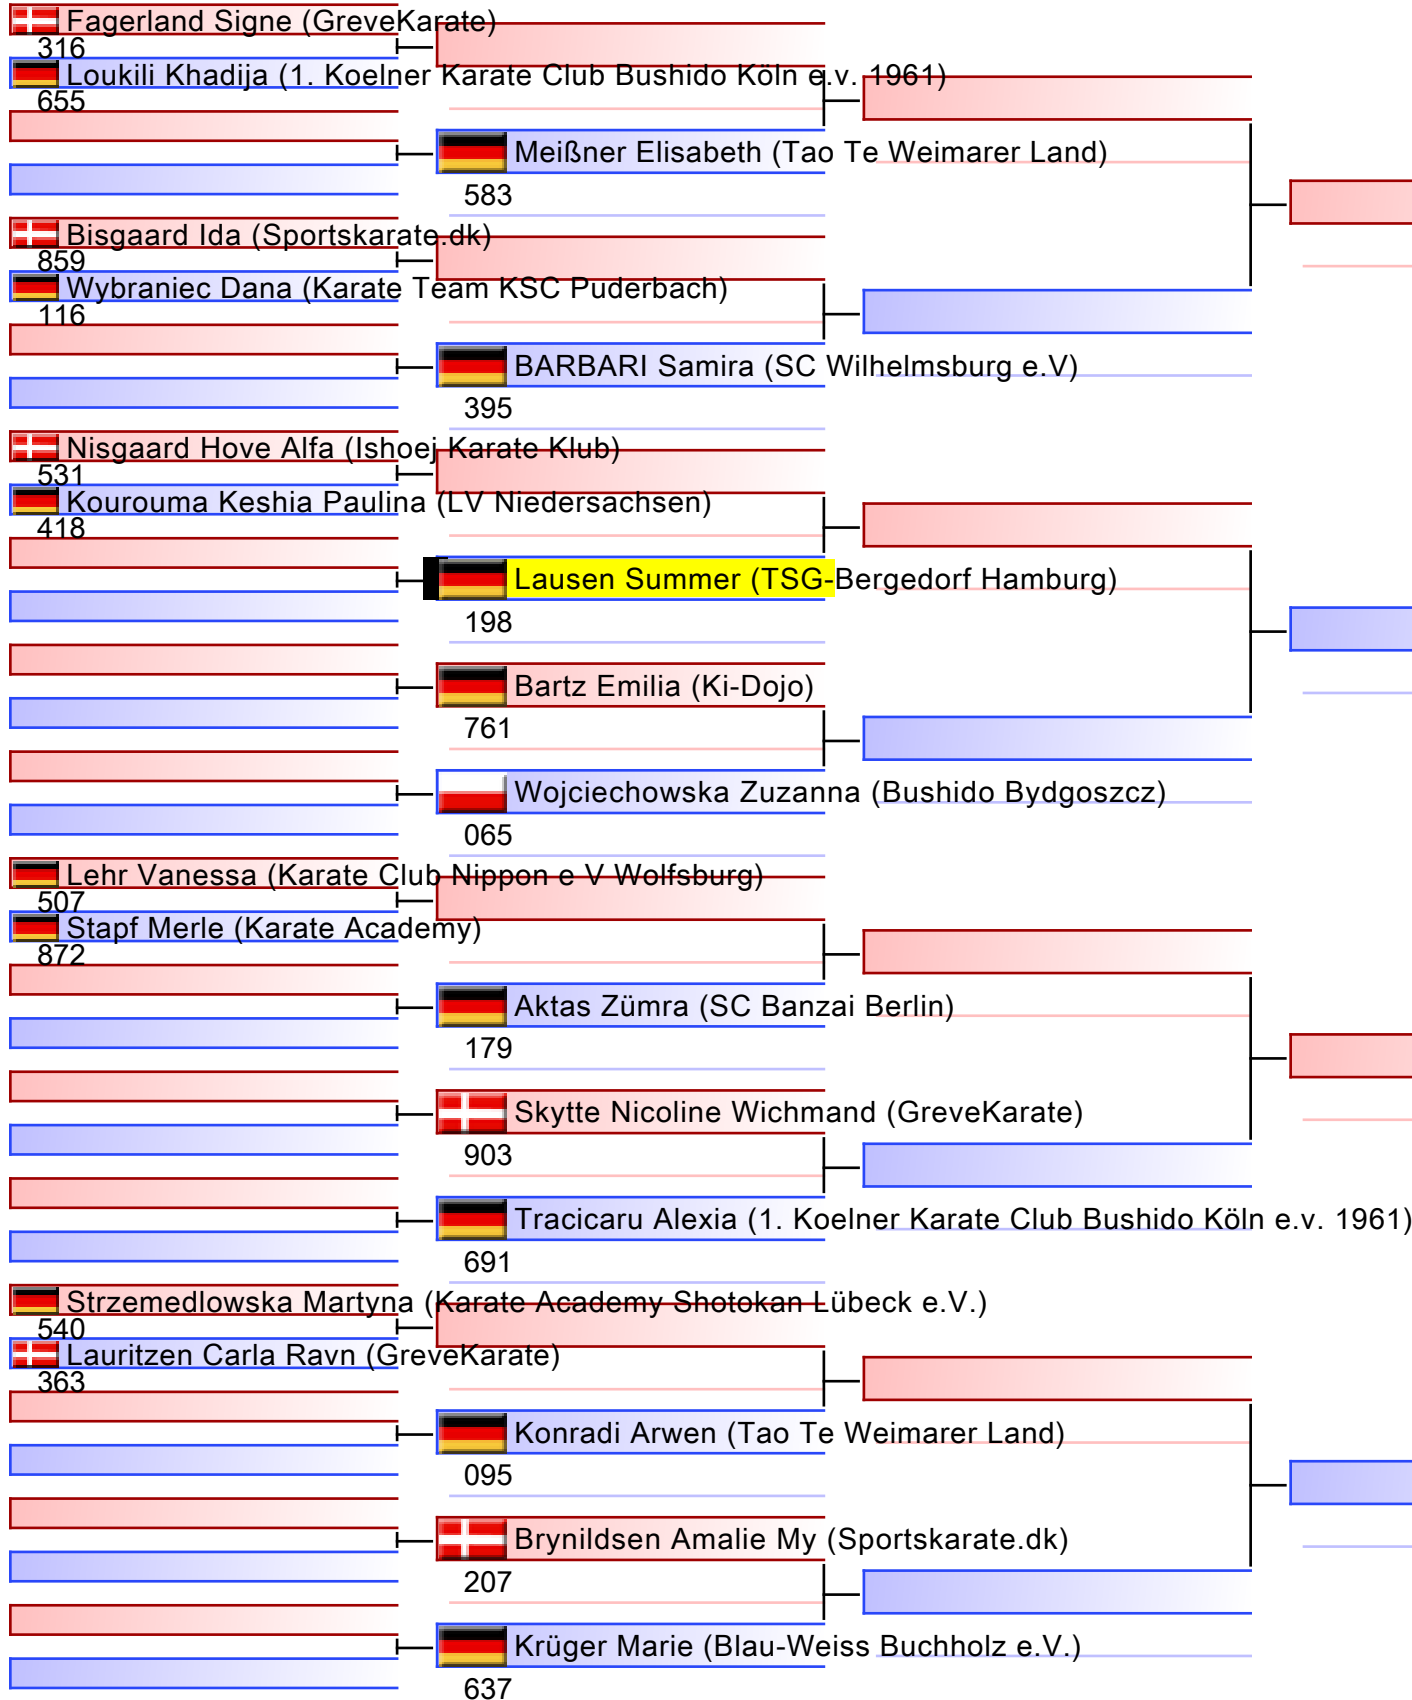 Fagerland Signe (GreveKarate)
316
Loukili Khadija (1. Koelner Karate Club Bushido Köln e.v. 1961)
655
Meißner Elisabeth (Tao Te Weimarer Land)
583
Bisgaard Ida (Sportskarate.dk)
859
Wybraniec Dana (Karate Team KSC Puderbach)
116
BARBARI Samira (SC Wilhelmsburg e.V)
395
Nisgaard Hove Alfa (Ishoej Karate Klub)
531
Kourouma Keshia Paulina (LV Niedersachsen)
418
Lausen Summer (TSG-Bergedorf Hamburg)
198
Bartz Emilia (Ki-Dojo)
761
Wojciechowska Zuzanna (Bushido Bydgoszcz)
065
Lehr Vanessa (Karate Club Nippon e V Wolfsburg)
507
Stapf Merle (Karate Academy)
872
Aktas Zümra (SC Banzai Berlin)
179
Skytte Nicoline Wichmand (GreveKarate)
903
Tracicaru Alexia (1. Koelner Karate Club Bushido Köln e.v. 1961)
691
Strzemedlowska Martyna (Karate Academy Shotokan Lübeck e.V.)
540
Lauritzen Carla Ravn (GreveKarate)
363
Konradi Arwen (Tao Te Weimarer Land)
095
Brynildsen Amalie My (Sportskarate.dk)
207
Krüger Marie (Blau-Weiss Buchholz e.V.)
637